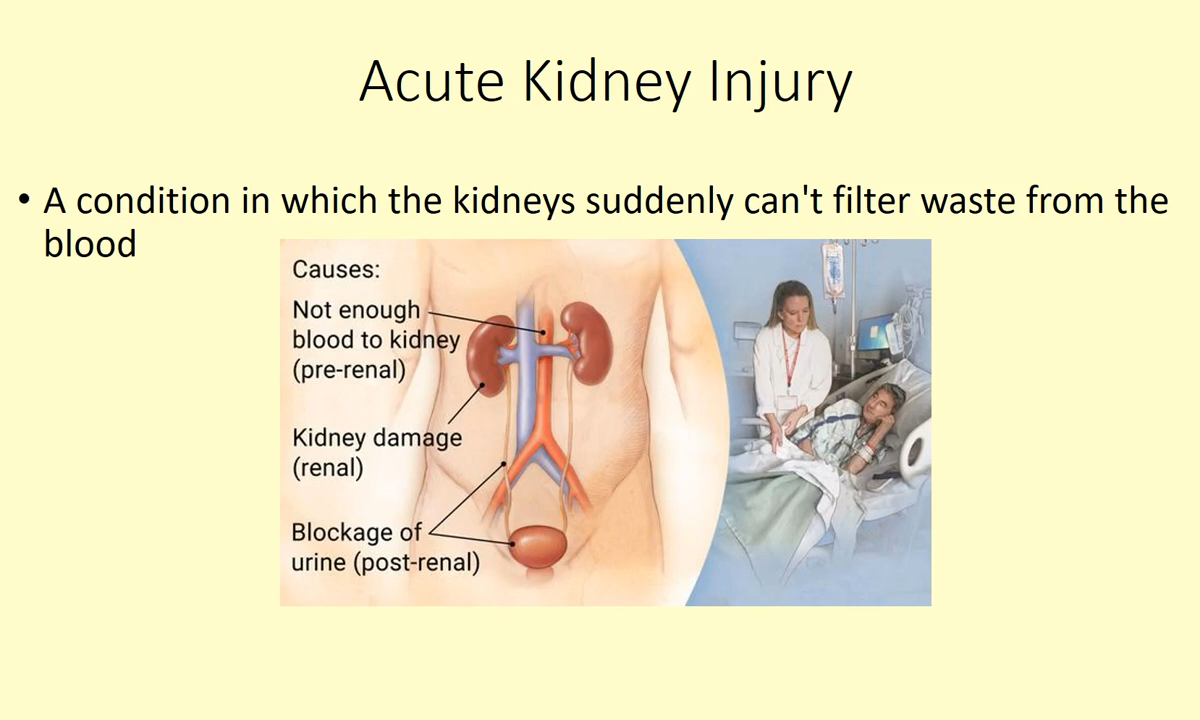 Acute Kidney Injury
• A condition in which the kidneys suddenly can't filter waste from the
blood
Causes:
Not enough
blood to kidney
(pre-renal)
Kidney damage
(renal)
Blockage of
urine (post-renal)